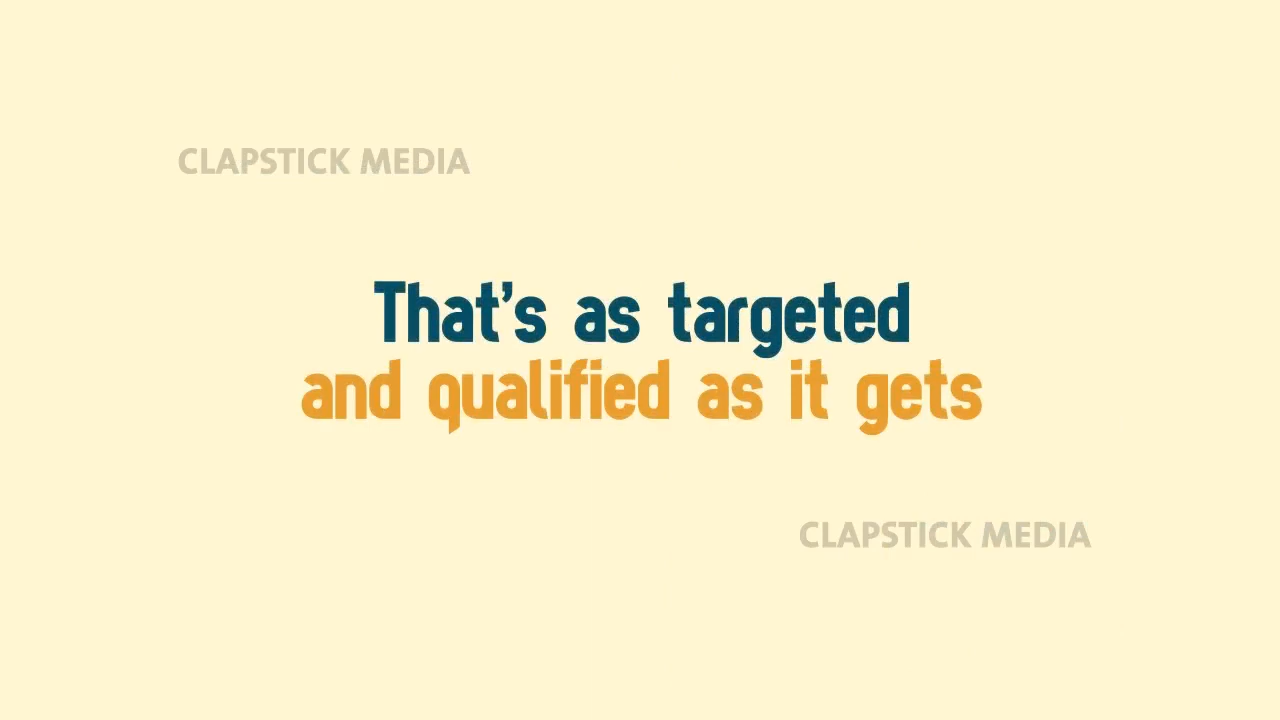 CLAPSTICK MEDIA
That’s as targeted
and qualified as it gets
CLAPSTICK MEDIA